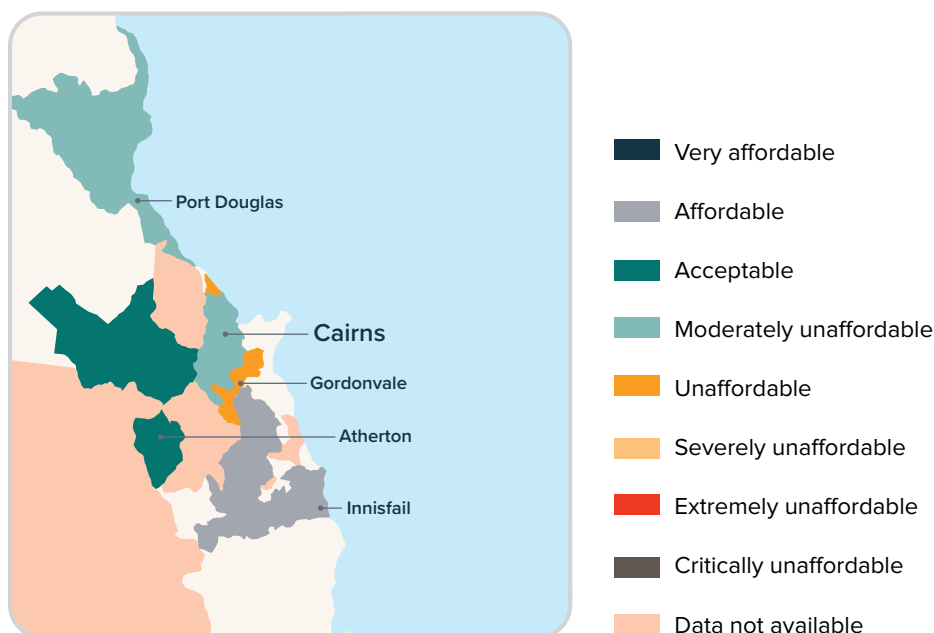 Port Douglas
Cairns
Gordonvale
Atherton
Innisfail
Very affordable
Affordable
Acceptable
Moderately unaffordable
Unaffordable
Severely unaffordable
Extremely unaffordable
Critically unaffordable
Data not available